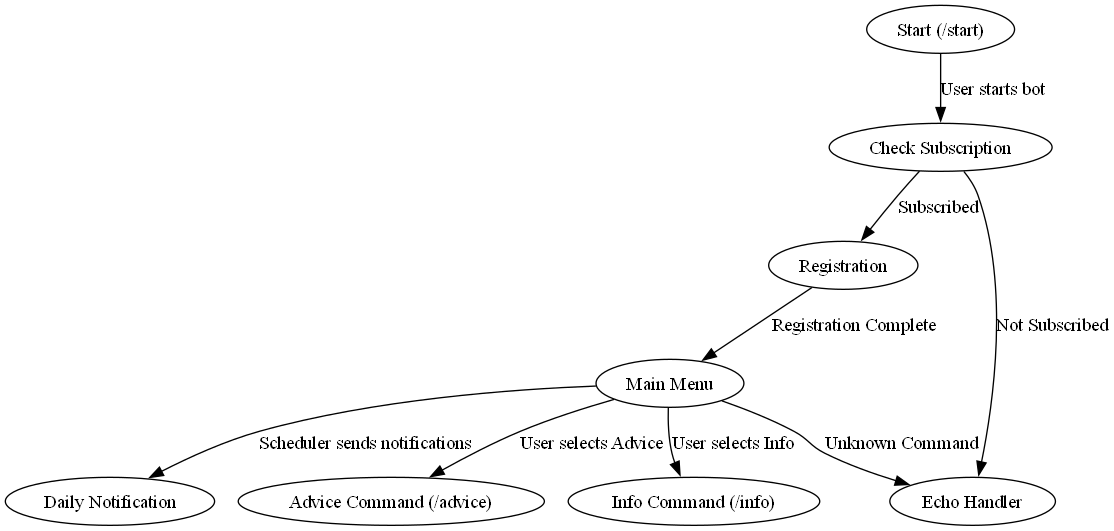 Start (/start)
User starts bot
Check Subscription
Subscribed
Registration
Registration Complete
Not Subscribed
Main Menu
Scheduler sends notifications
User selects Advice
User selects Info
Unknown Command
Daily Notification
Advice Command (/advice)
Info Command (/info)
Echo Handler